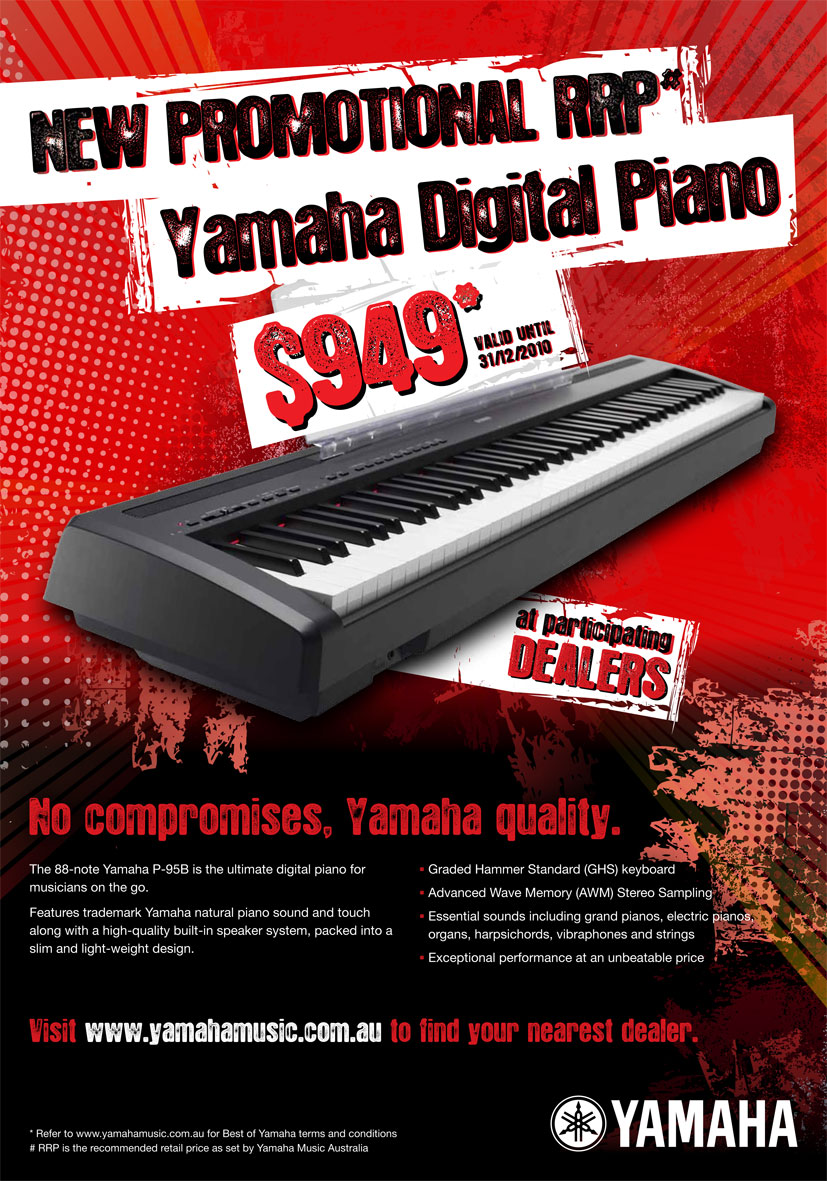 NEW PROMOTIONAL RRP#
Yamaha Digital Piano
$949*
VALID UNTIL
31/12/2010
at participating
DEALERS
No compromises, Yamaha quality.
The 88-note Yamaha P-95B is the ultimate digital piano for
musicians on the go.
Features trademark Yamaha natural piano sound and touch
along with a high-quality built-in speaker system, packed into a
slim and light-weight design.
▪ Graded Hammer Standard (GHS) keyboard
▪ Advanced Wave Memory (AWM) Stereo Sampling
▪ Essential sounds including grand pianos, electric pianos,
organs, harpsichords, vibraphones and strings
▪ Exceptional performance at an unbeatable price
Visit www.yamahamusic.com.au to find your nearest dealer.
* Refer to www.yamahamusic.com.au for Best of Yamaha terms and conditions
# RRP is the recommended retail price as set by Yamaha Music Australia
YAMAHA